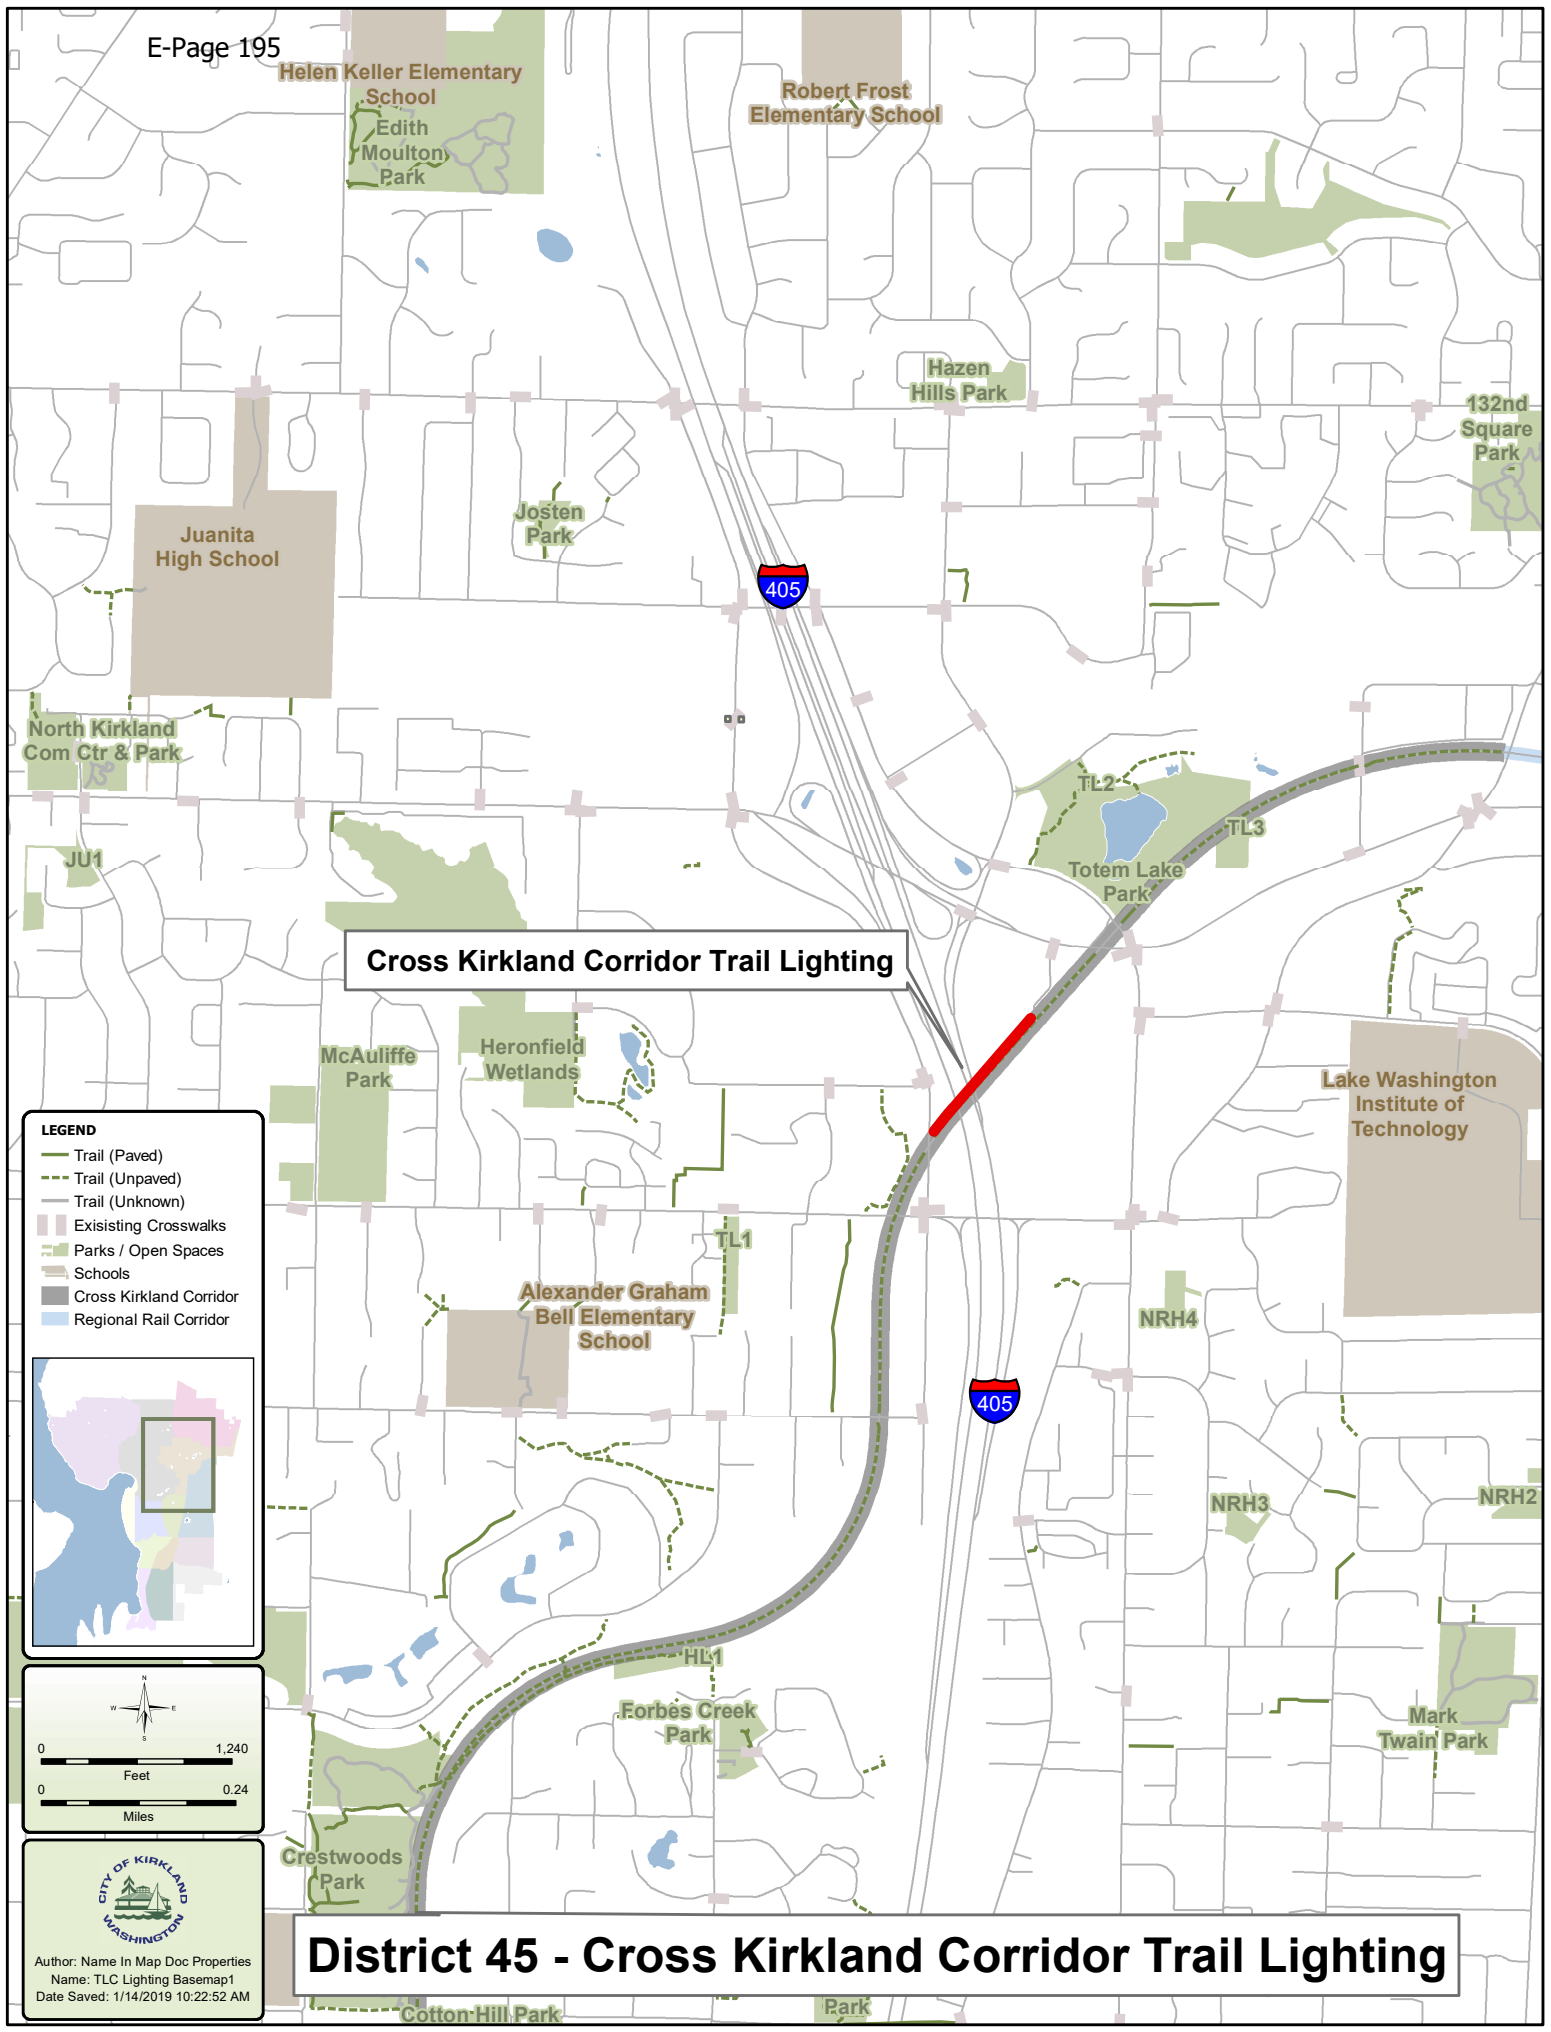 E-Page 195
Helen Keller Elementary
School
Edith
Moulton
Park
Robert Frost
Elementary School
Hazen
Hills Park
132nd
Square
Park
Josten
Park
Juanita
High School
405
North Kirkland
Com Ctr & Park
TL2
TL3
JU1
Totem Lake
Park
Cross Kirkland Corridor Trail Lighting
McAuliffe
Park
Heronfield
Wetlands
Lake Washington
Institute of
Technology
LEGEND
Trail (Paved)
Trail (Unpaved)
Trail (Unknown)
Exisisting Crosswalks
Parks / Open Spaces
Schools
Cross Kirkland Corridor
Regional Rail Corridor
TL1
Alexander Graham
Bell Elementary
School
NRH4
405
NRH3
NRH2
HL1
Forbes Creek
Park
Mark
Twain Park
N
W E
S
0 1,240
Feet
0 0.24
Miles
Crestwoods
Park
CITY OF KIRKLAND
WASHINGTON
Author: Name In Map Doc Properties
Name: TLC Lighting Basemap1
Date Saved: 1/14/2019 10:22:52 AM
District 45 - Cross Kirkland Corridor Trail Lighting
Cotton Hill Park
Park